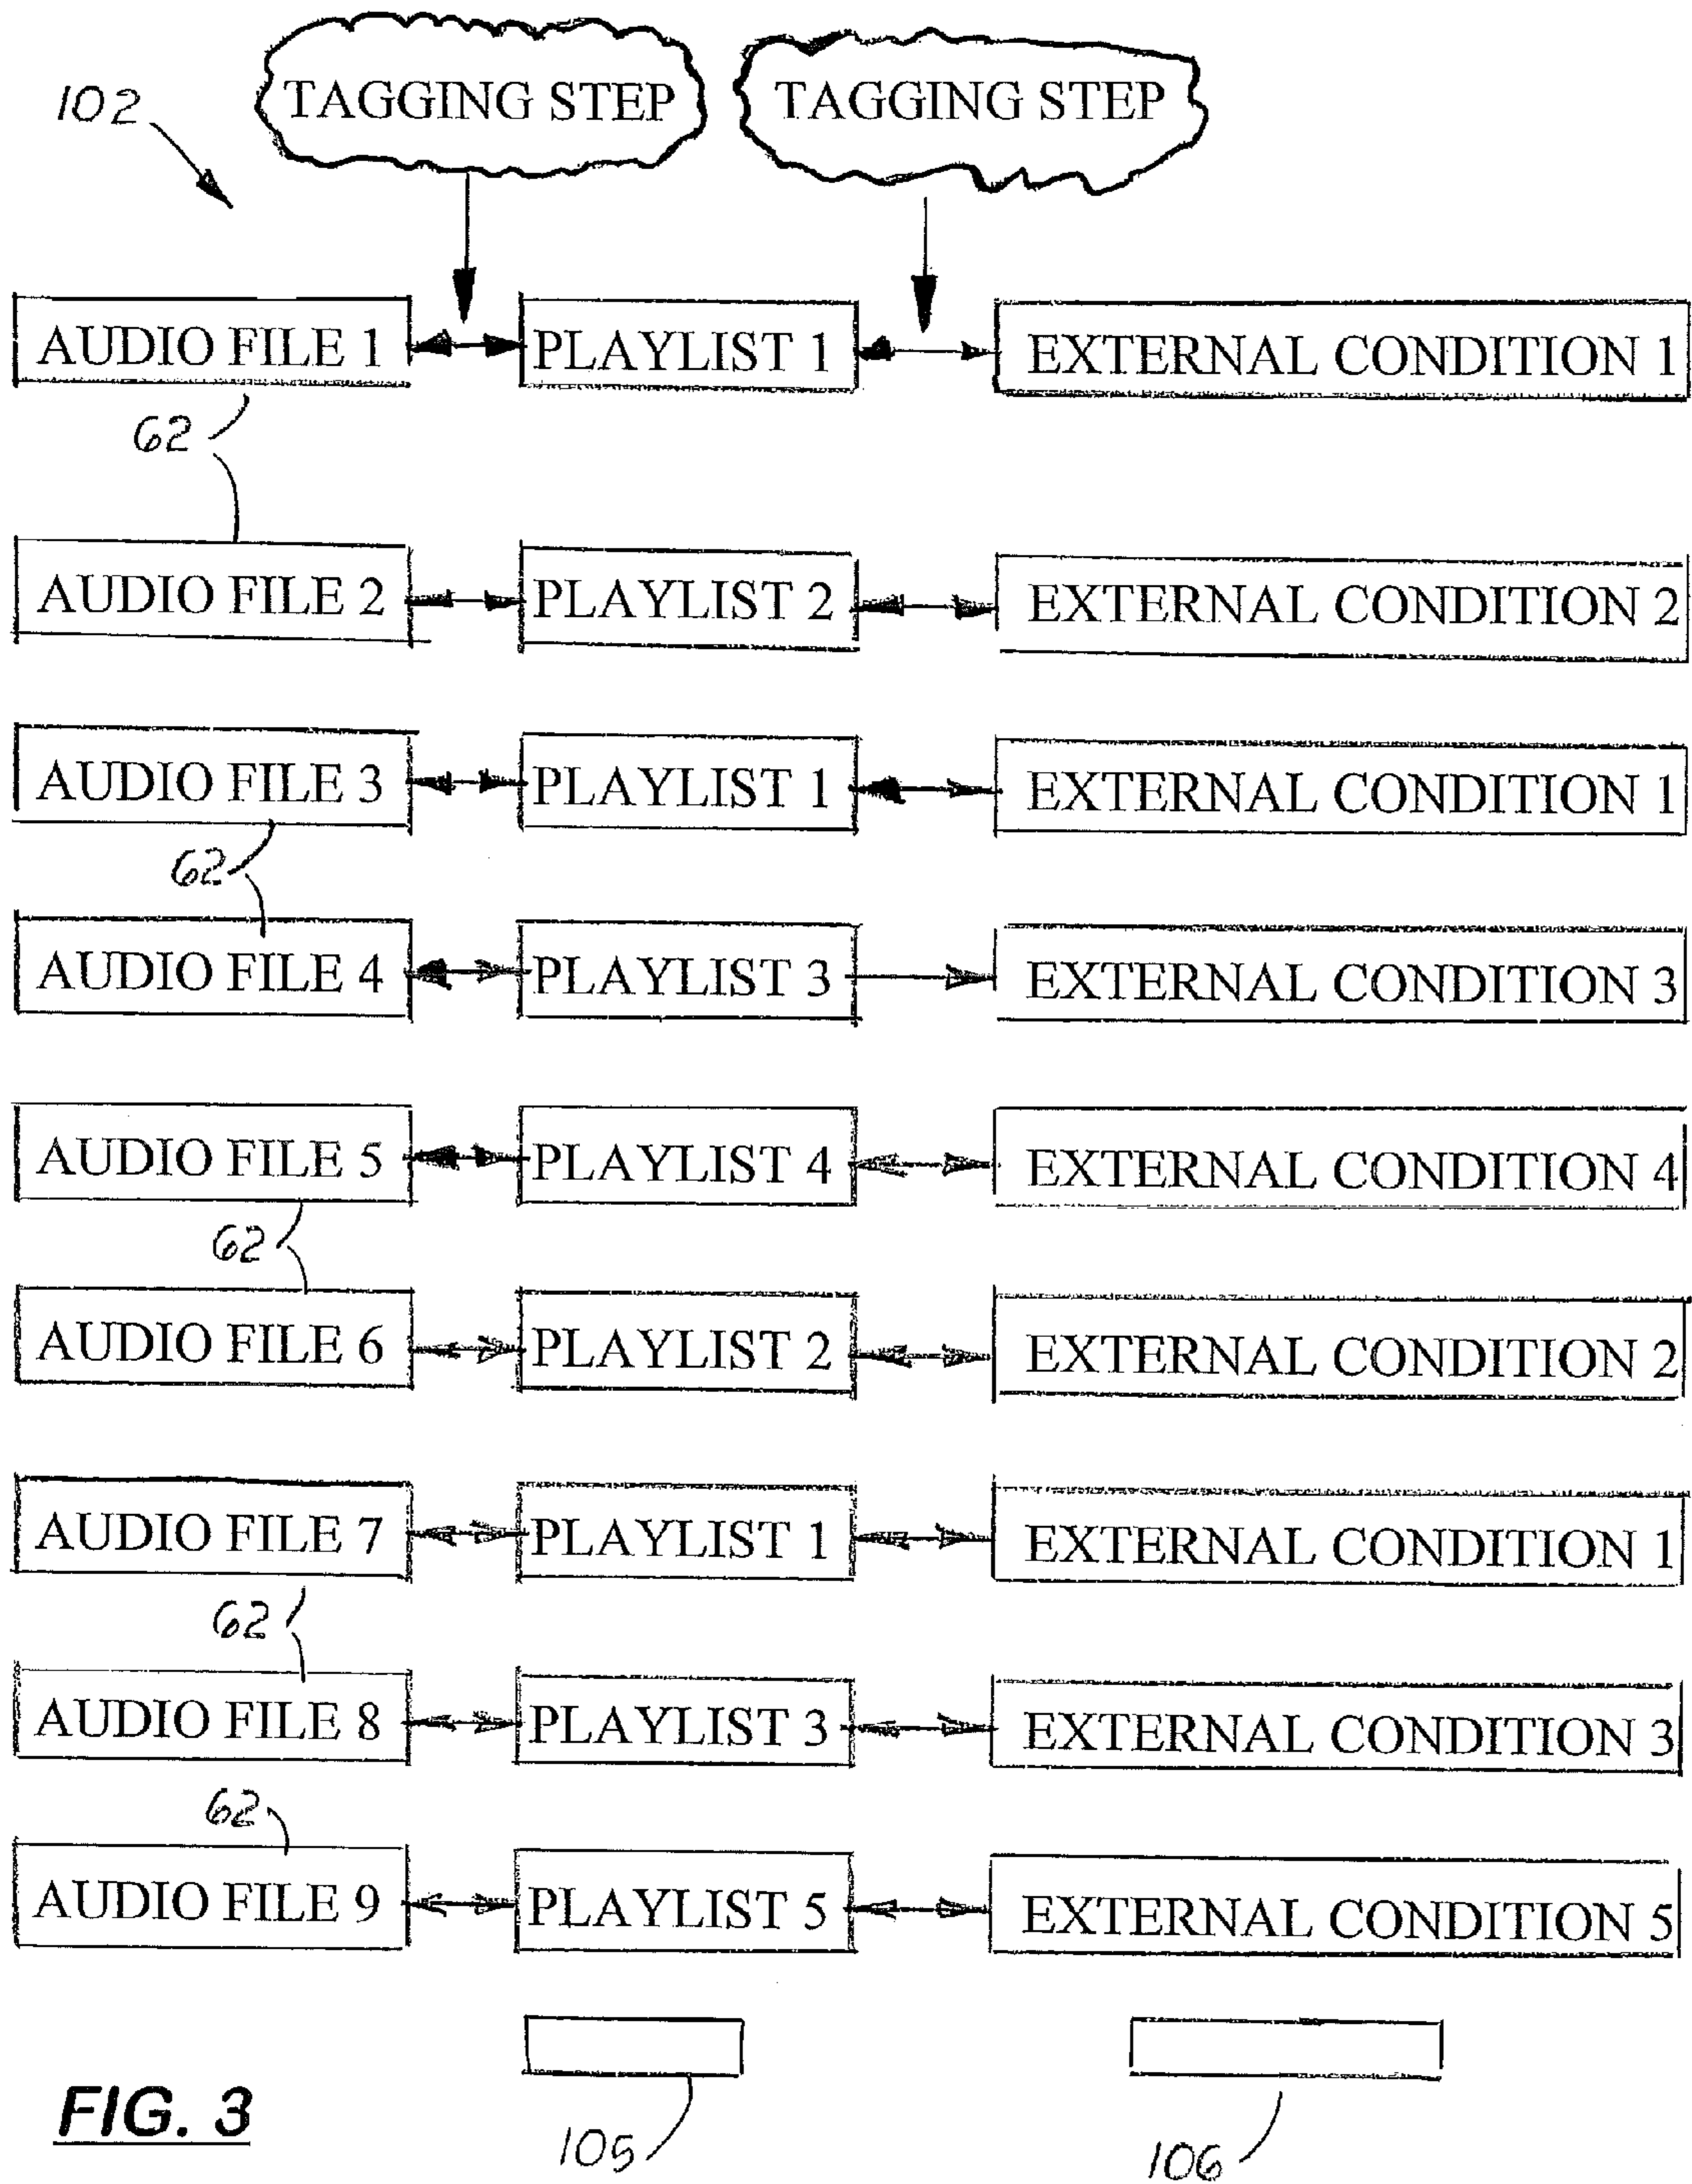 TAGGING STEP TAGGING STEP
102
AUDIO FILE 1 PLAYLIST 1 EXTERNAL CONDITION 1
62
AUDIO FILE 2 PLAYLIST 2 EXTERNAL CONDITION 2
AUDIO FILE 3 PLAYLIST 1 EXTERNAL CONDITION 1
62
AUDIO FILE 4 PLAYLIST 3 EXTERNAL CONDITION 3
AUDIO FILE 5 PLAYLIST 4 EXTERNAL CONDITION 4
62
AUDIO FILE 6 PLAYLIST 2 EXTERNAL CONDITION 2
AUDIO FILE 7 PLAYLIST 1 EXTERNAL CONDITION 1
62
AUDIO FILE 8 PLAYLIST 3 EXTERNAL CONDITION 3
62
AUDIO FILE 9 PLAYLIST 5 EXTERNAL CONDITION 5
FIG. 3
105 106